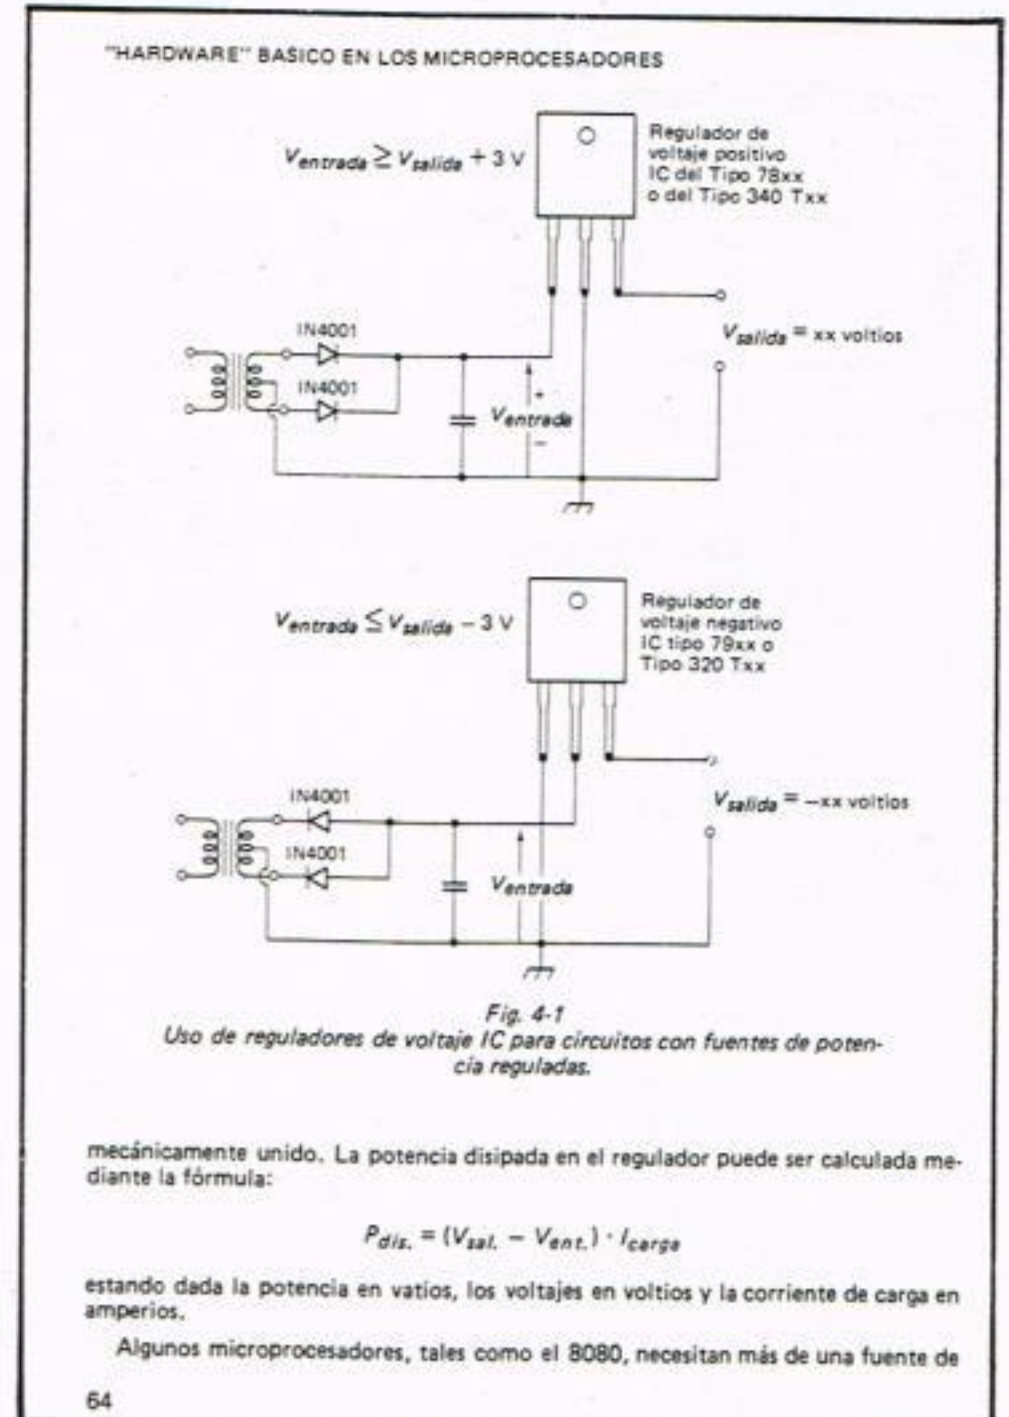 "HARDWARE" BASICO EN LOS MICROPROCESADORES
Ventrada ≥ Vsalida + 3 V
Regulador de
voltaje positivo
IC del Tipo 78xx
o del Tipo 340 Txx
IN4001
IN4001
+
Ventrada
−
Vsalida = xx voltios
Ventrada ≤ Vsalida − 3 V
Regulador de
voltaje negativo
IC tipo 79xx o
Tipo 320 Txx
IN4001
IN4001
Ventrada
Vsalida = −xx voltios
Fig. 4-1
Uso de reguladores de voltaje IC para circuitos con fuentes de poten-
cia reguladas.
mecánicamente unido. La potencia disipada en el regulador puede ser calculada me-
diante la fórmula:
Pdis. = (Vsal. − Vent.) · Icarga
estando dada la potencia en vatios, los voltajes en voltios y la corriente de carga en
amperios.
Algunos microprocesadores, tales como el 8080, necesitan más de una fuente de
64